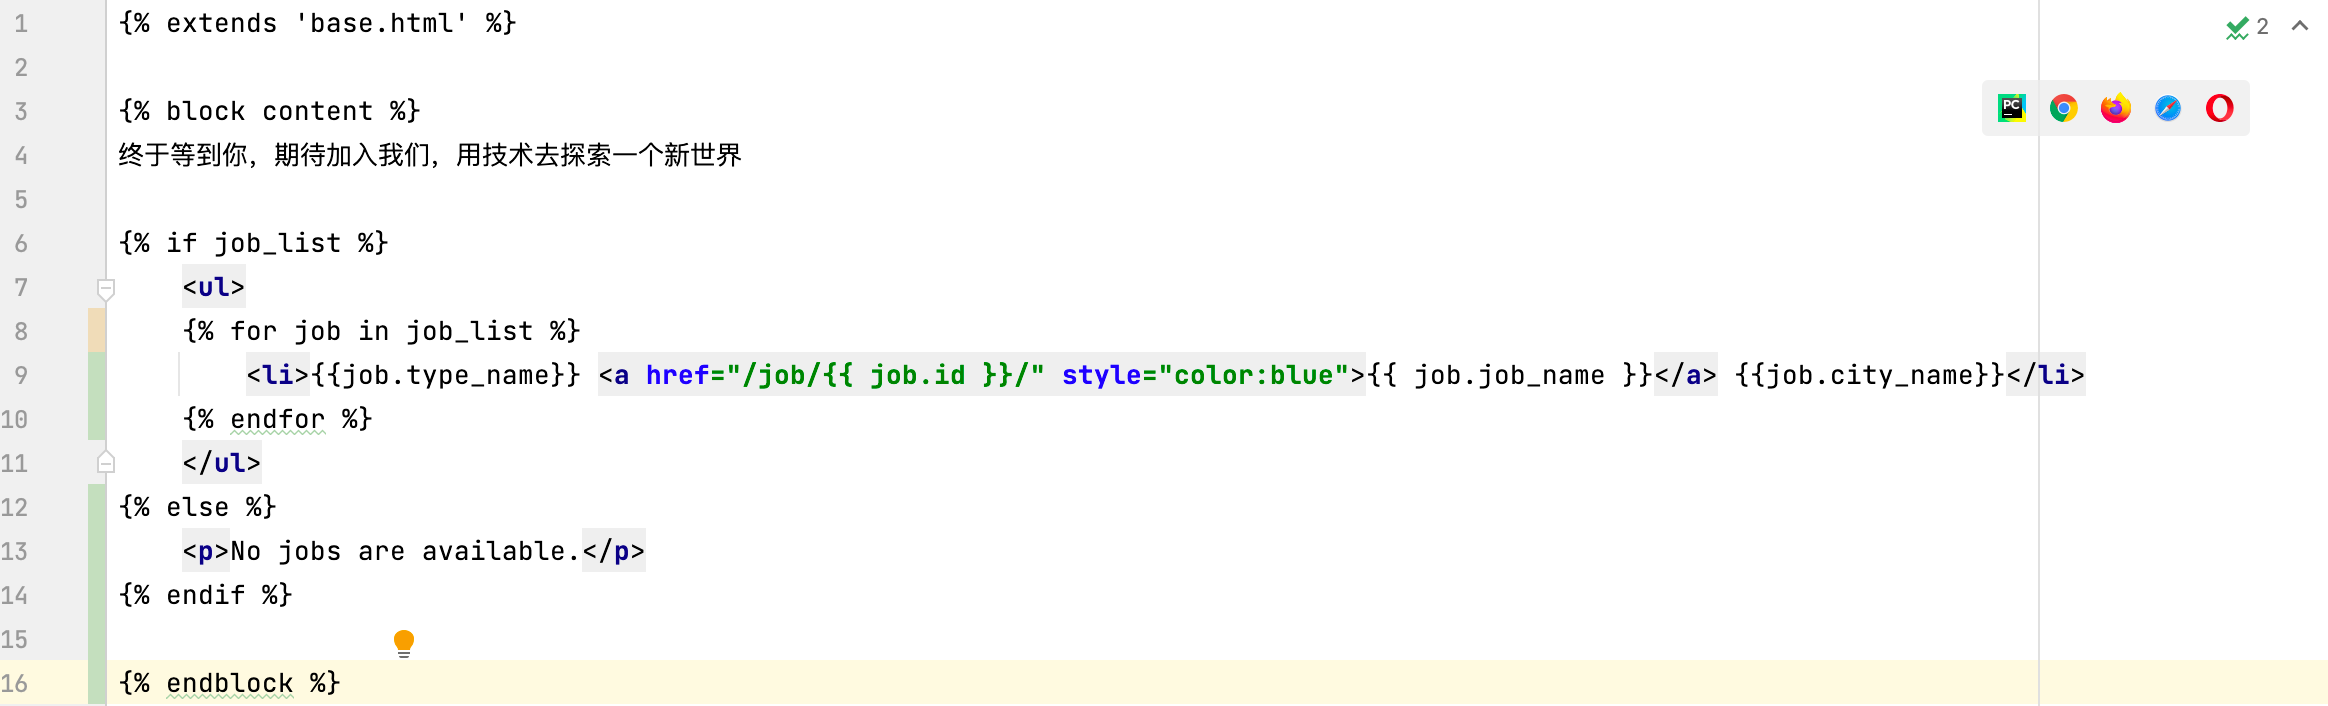 1 {% extends 'base.html' %}
2
3 {% block content %}
4 终于等到你，期待加入我们，用技术去探索一个新世界
5
6 {% if job_list %}
7     <ul>
8     {% for job in job_list %}
9         <li>{{job.type_name}} <a href="/job/{{ job.id }}/" style="color:blue">{{ job.job_name }}</a> {{job.city_name}}</li>
10     {% endfor %}
11     </ul>
12 {% else %}
13     <p>No jobs are available.</p>
14 {% endif %}
15
16 {% endblock %}
2
PC